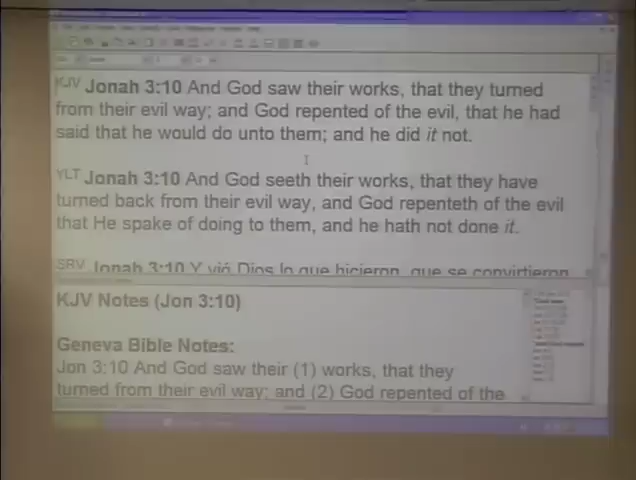 KJV Jonah 3:10 And God saw their works, that they turned
from their evil way; and God repented of the evil, that he had
said that he would do unto them; and he did it not.
YLT Jonah 3:10 And God seeth their works, that they have
turned back from their evil way, and God repenteth of the evil
that He spake of doing to them, and he hath not done it.
SRV Jonah 3:10 Y vió Dios lo que hicieron, que se convirtieron
KJV Notes (Jon 3:10)
Geneva Bible Notes:
Jon 3:10 And God saw their (1) works, that they
turned from their evil way; and (2) God repented of the